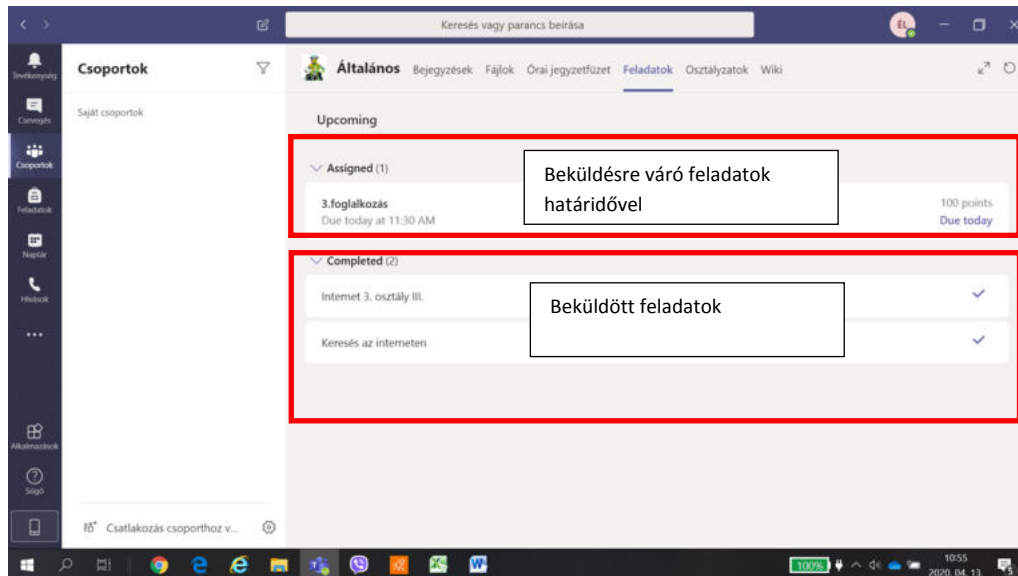 Keresés vagy parancs beírása
ÉL
Tevékenység
Csoportok
Általános Bejegyzések Fájlok Órai jegyzetfüzet Feladatok Osztályzatok Wiki
Csevegés
Saját csoportok
Upcoming
Csoportok
Assigned (1)
Beküldésre váró feladatok
határidővel
Feladatok
3.foglalkozás
100 points
Due today at 11:30 AM
Due today
Naptár
Completed (2)
Hívások
Internet 3. osztály III.
Beküldött feladatok
Keresés az interneten
Alkalmazások
Súgó
Csatlakozás csoporthoz v...
100%
10:55
2020. 04. 13.
5